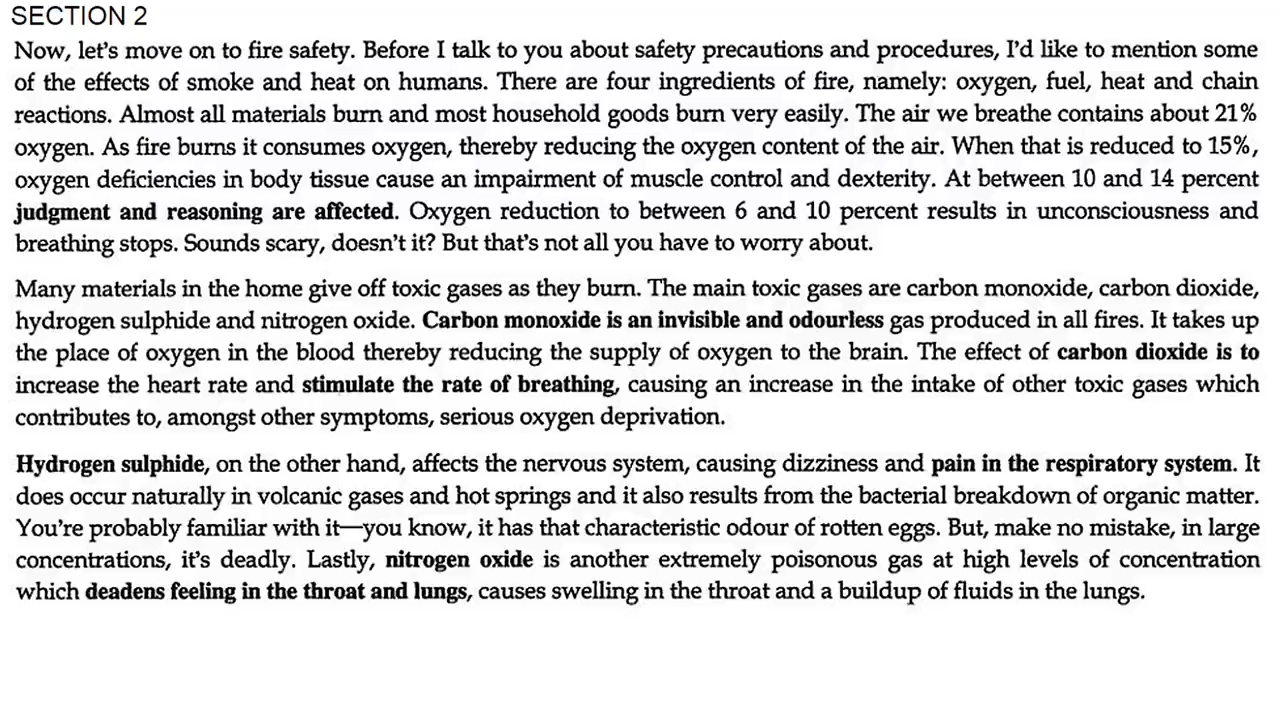 SECTION 2
Now, let's move on to fire safety. Before I talk to you about safety precautions and procedures, I'd like to mention some
of the effects of smoke and heat on humans. There are four ingredients of fire, namely: oxygen, fuel, heat and chain
reactions. Almost all materials burn and most household goods burn very easily. The air we breathe contains about 21%
oxygen. As fire burns it consumes oxygen, thereby reducing the oxygen content of the air. When that is reduced to 15%,
oxygen deficiencies in body tissue cause an impairment of muscle control and dexterity. At between 10 and 14 percent
judgment and reasoning are affected. Oxygen reduction to between 6 and 10 percent results in unconsciousness and
breathing stops. Sounds scary, doesn't it? But that's not all you have to worry about.
Many materials in the home give off toxic gases as they burn. The main toxic gases are carbon monoxide, carbon dioxide,
hydrogen sulphide and nitrogen oxide. Carbon monoxide is an invisible and odourless gas produced in all fires. It takes up
the place of oxygen in the blood thereby reducing the supply of oxygen to the brain. The effect of carbon dioxide is to
increase the heart rate and stimulate the rate of breathing, causing an increase in the intake of other toxic gases which
contributes to, amongst other symptoms, serious oxygen deprivation.
Hydrogen sulphide, on the other hand, affects the nervous system, causing dizziness and pain in the respiratory system. It
does occur naturally in volcanic gases and hot springs and it also results from the bacterial breakdown of organic matter.
You're probably familiar with it—you know, it has that characteristic odour of rotten eggs. But, make no mistake, in large
concentrations, it's deadly. Lastly, nitrogen oxide is another extremely poisonous gas at high levels of concentration
which deadens feeling in the throat and lungs, causes swelling in the throat and a buildup of fluids in the lungs.